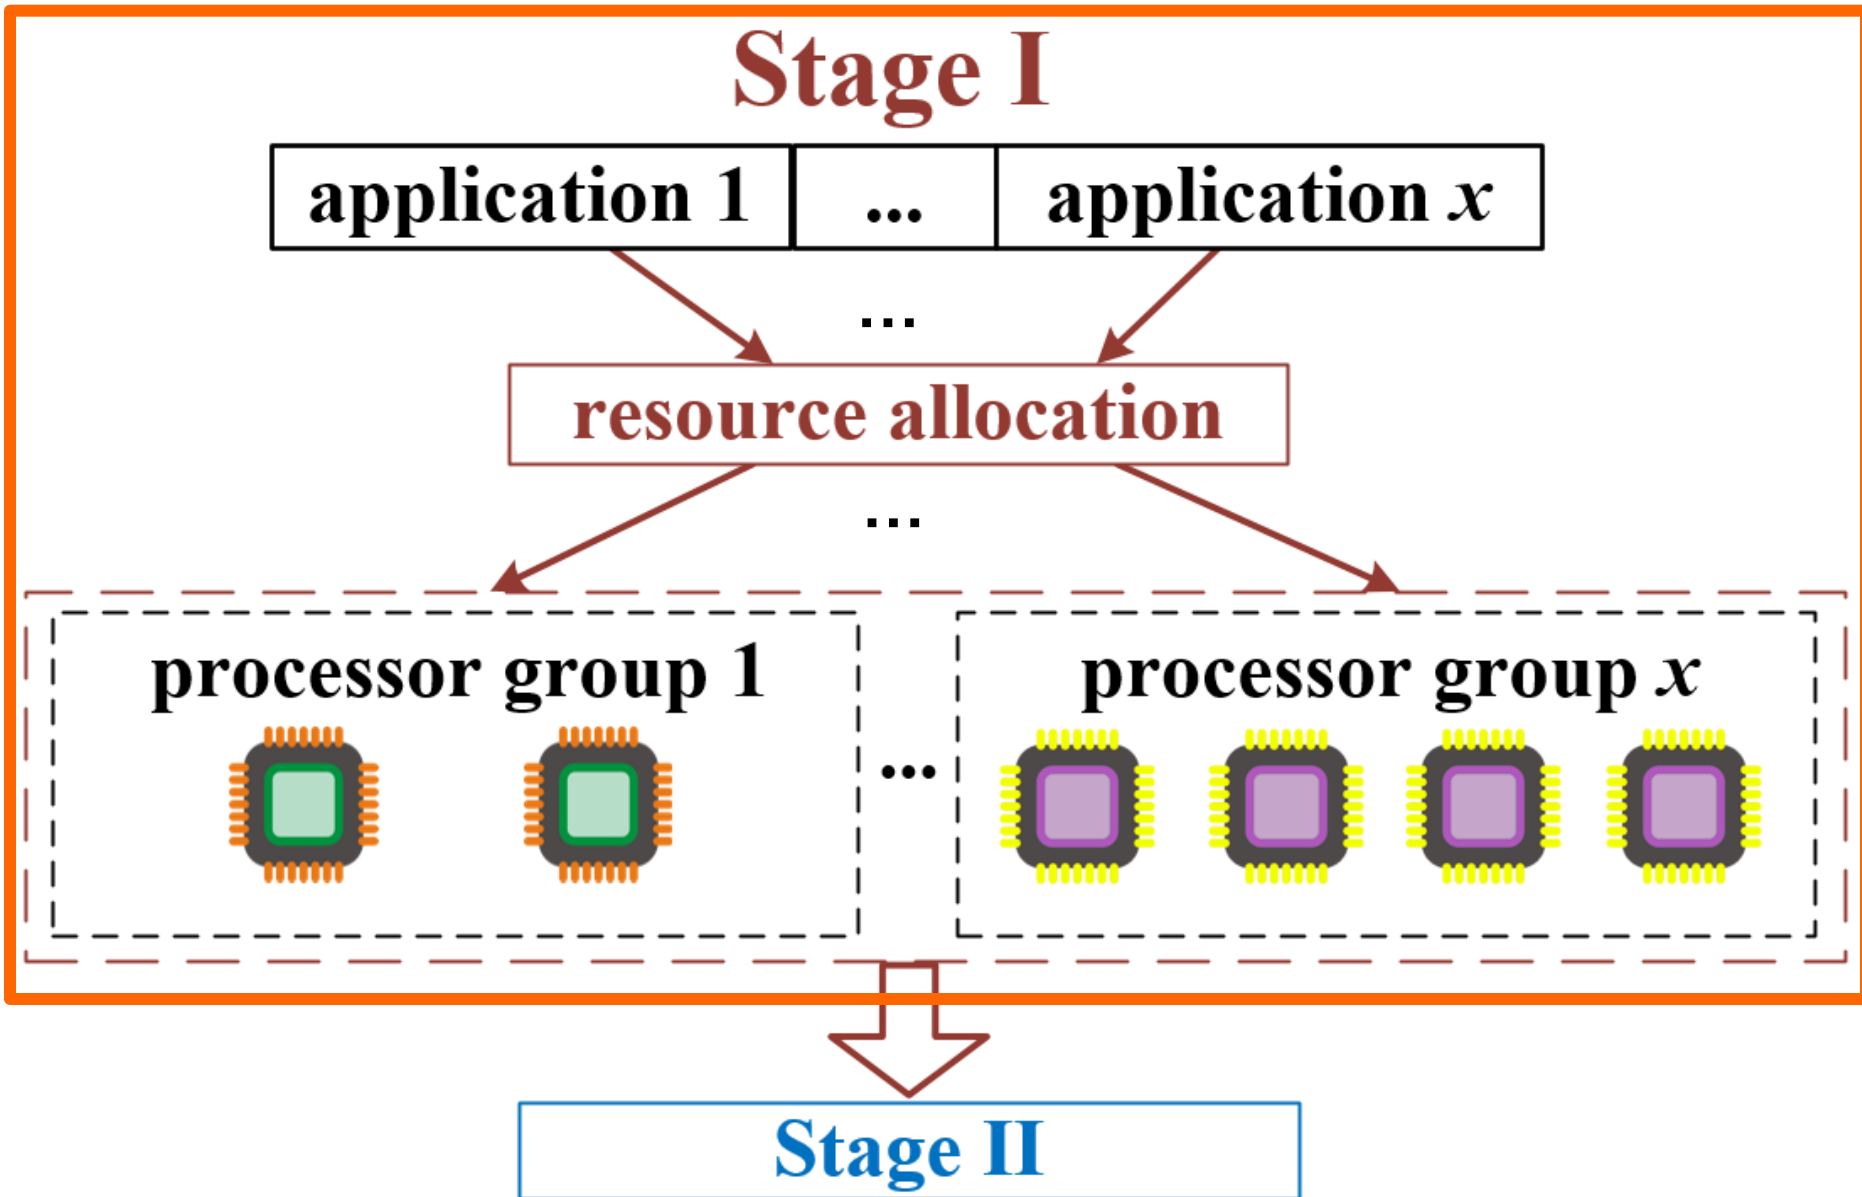 Stage I
application 1 ... application x
...
resource allocation
...
processor group 1 ... processor group x
Stage II